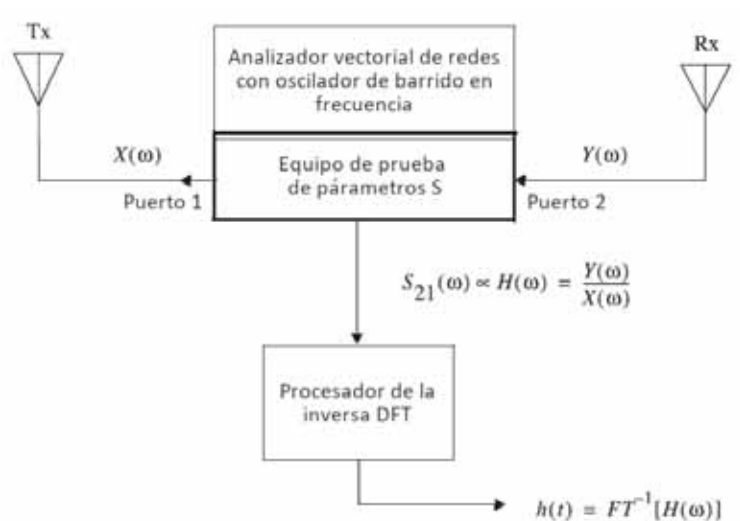 Tx
Analizador vectorial de redes
con oscilador de barrido en
frecuencia
Rx
X(ω)
Equipo de prueba
de párametros S
Y(ω)
Puerto 1
Puerto 2
S₂₁(ω) ∝ H(ω) = Y(ω)/X(ω)
Procesador de la
inversa DFT
h(t) = FT⁻¹[H(ω)]